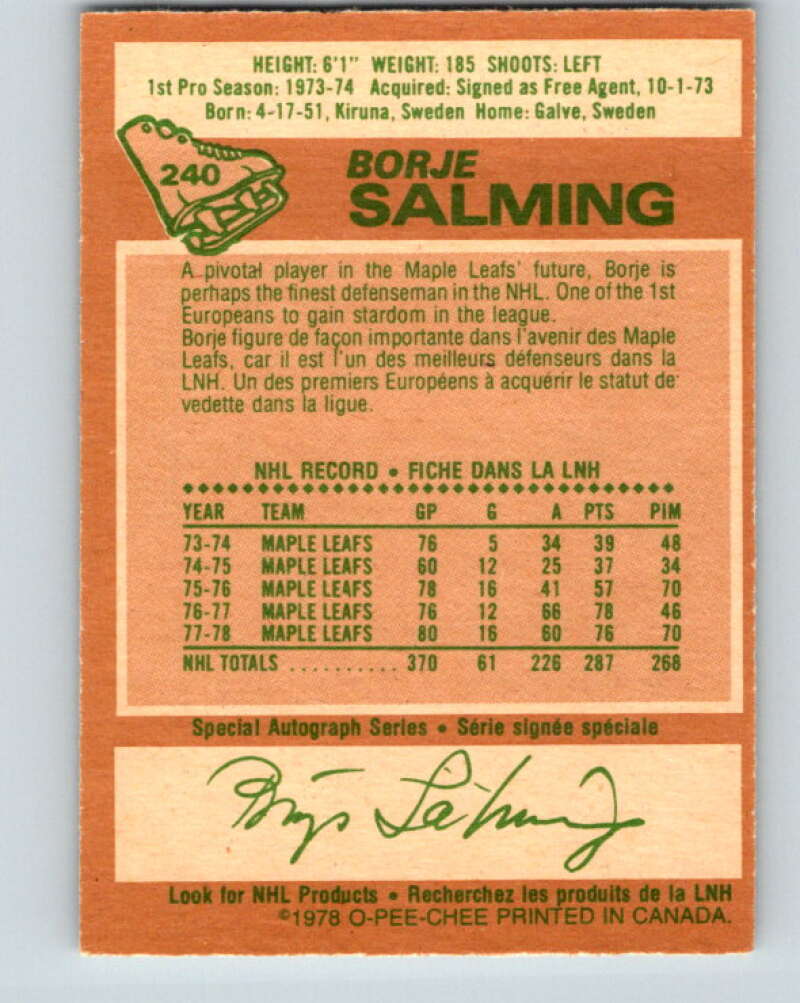 HEIGHT: 6'1" WEIGHT: 185 SHOOTS: LEFT
1st Pro Season: 1973-74 Acquired: Signed as Free Agent, 10-1-73
Born: 4-17-51, Kiruna, Sweden Home: Galve, Sweden
240
BORJE
SALMING
A pivotal player in the Maple Leafs' future, Borje is
perhaps the finest defenseman in the NHL. One of the 1st
Europeans to gain stardom in the league.
Borje figure de façon importante dans l'avenir des Maple
Leafs, car il est l'un des meilleurs défenseurs dans la
LNH. Un des premiers Européens à acquérir le statut de
vedette dans la ligue.
NHL RECORD • FICHE DANS LA LNH
YEAR TEAM GP G A PTS PIM
73-74 MAPLE LEAFS 76 5 34 39 48
74-75 MAPLE LEAFS 60 12 25 37 34
75-76 MAPLE LEAFS 78 16 41 57 70
76-77 MAPLE LEAFS 76 12 66 78 46
77-78 MAPLE LEAFS 80 16 60 76 70
NHL TOTALS .......... 370 61 226 287 268
Special Autograph Series • Série signée spéciale
Börje Salming
Look for NHL Products • Recherchez les produits de la LNH
©1978 O-PEE-CHEE PRINTED IN CANADA.